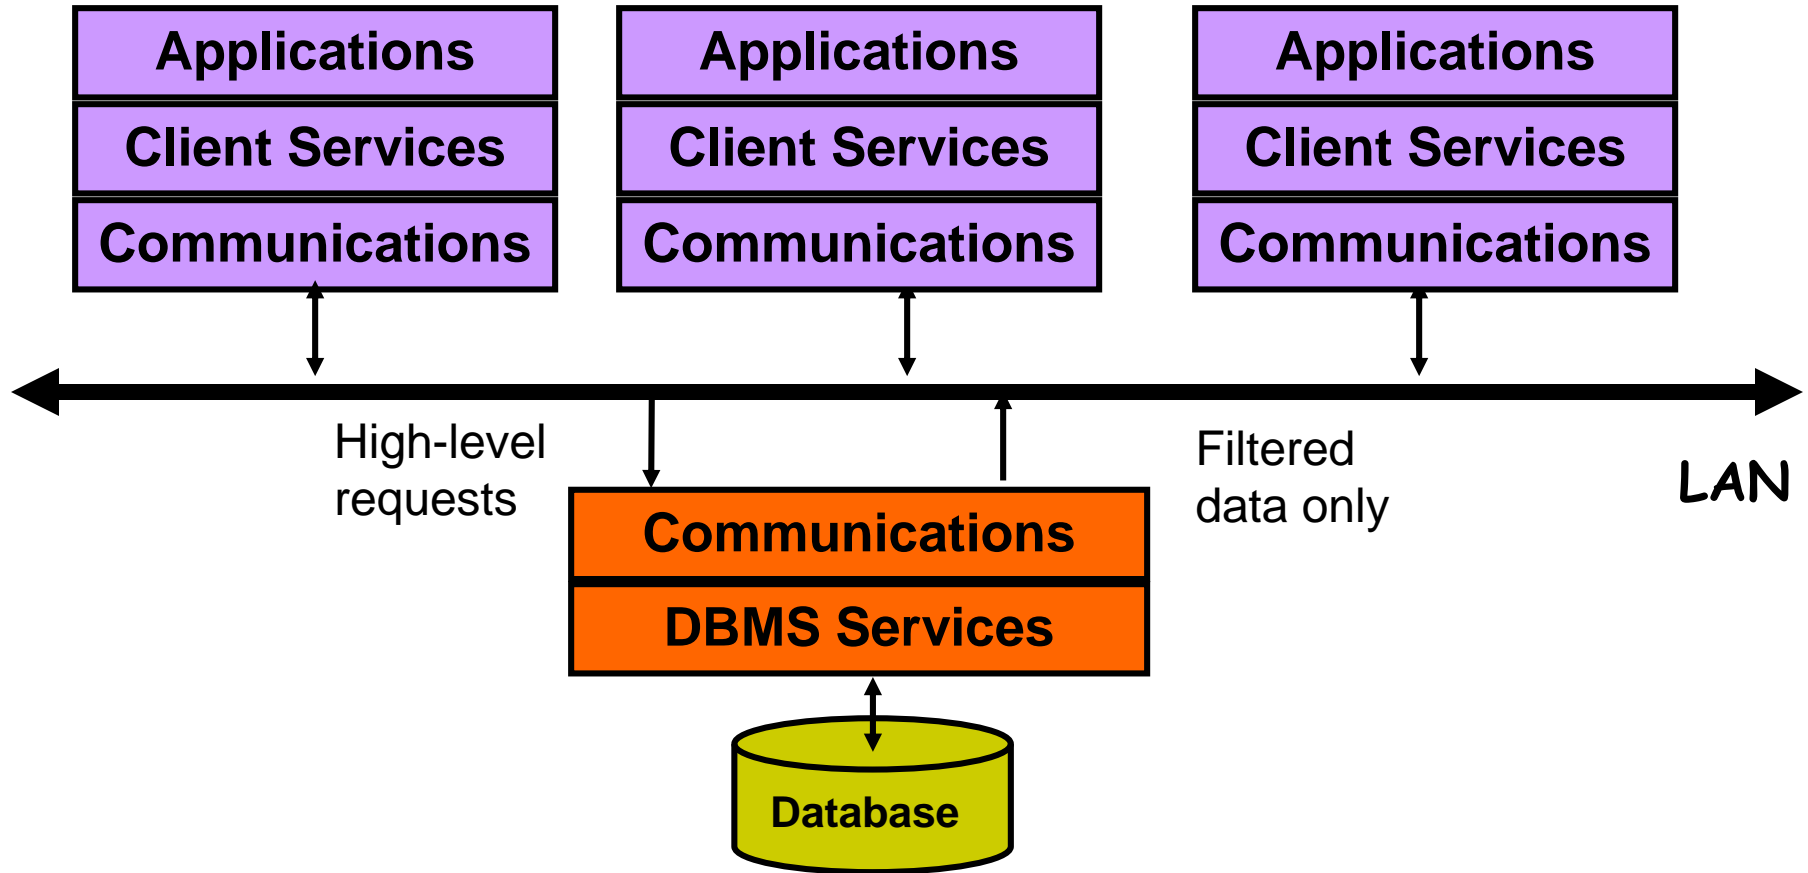 Applications
Client Services
Communications
Applications
Client Services
Communications
Applications
Client Services
Communications
High-level
requests
Filtered
data only
LAN
Communications
DBMS Services
Database